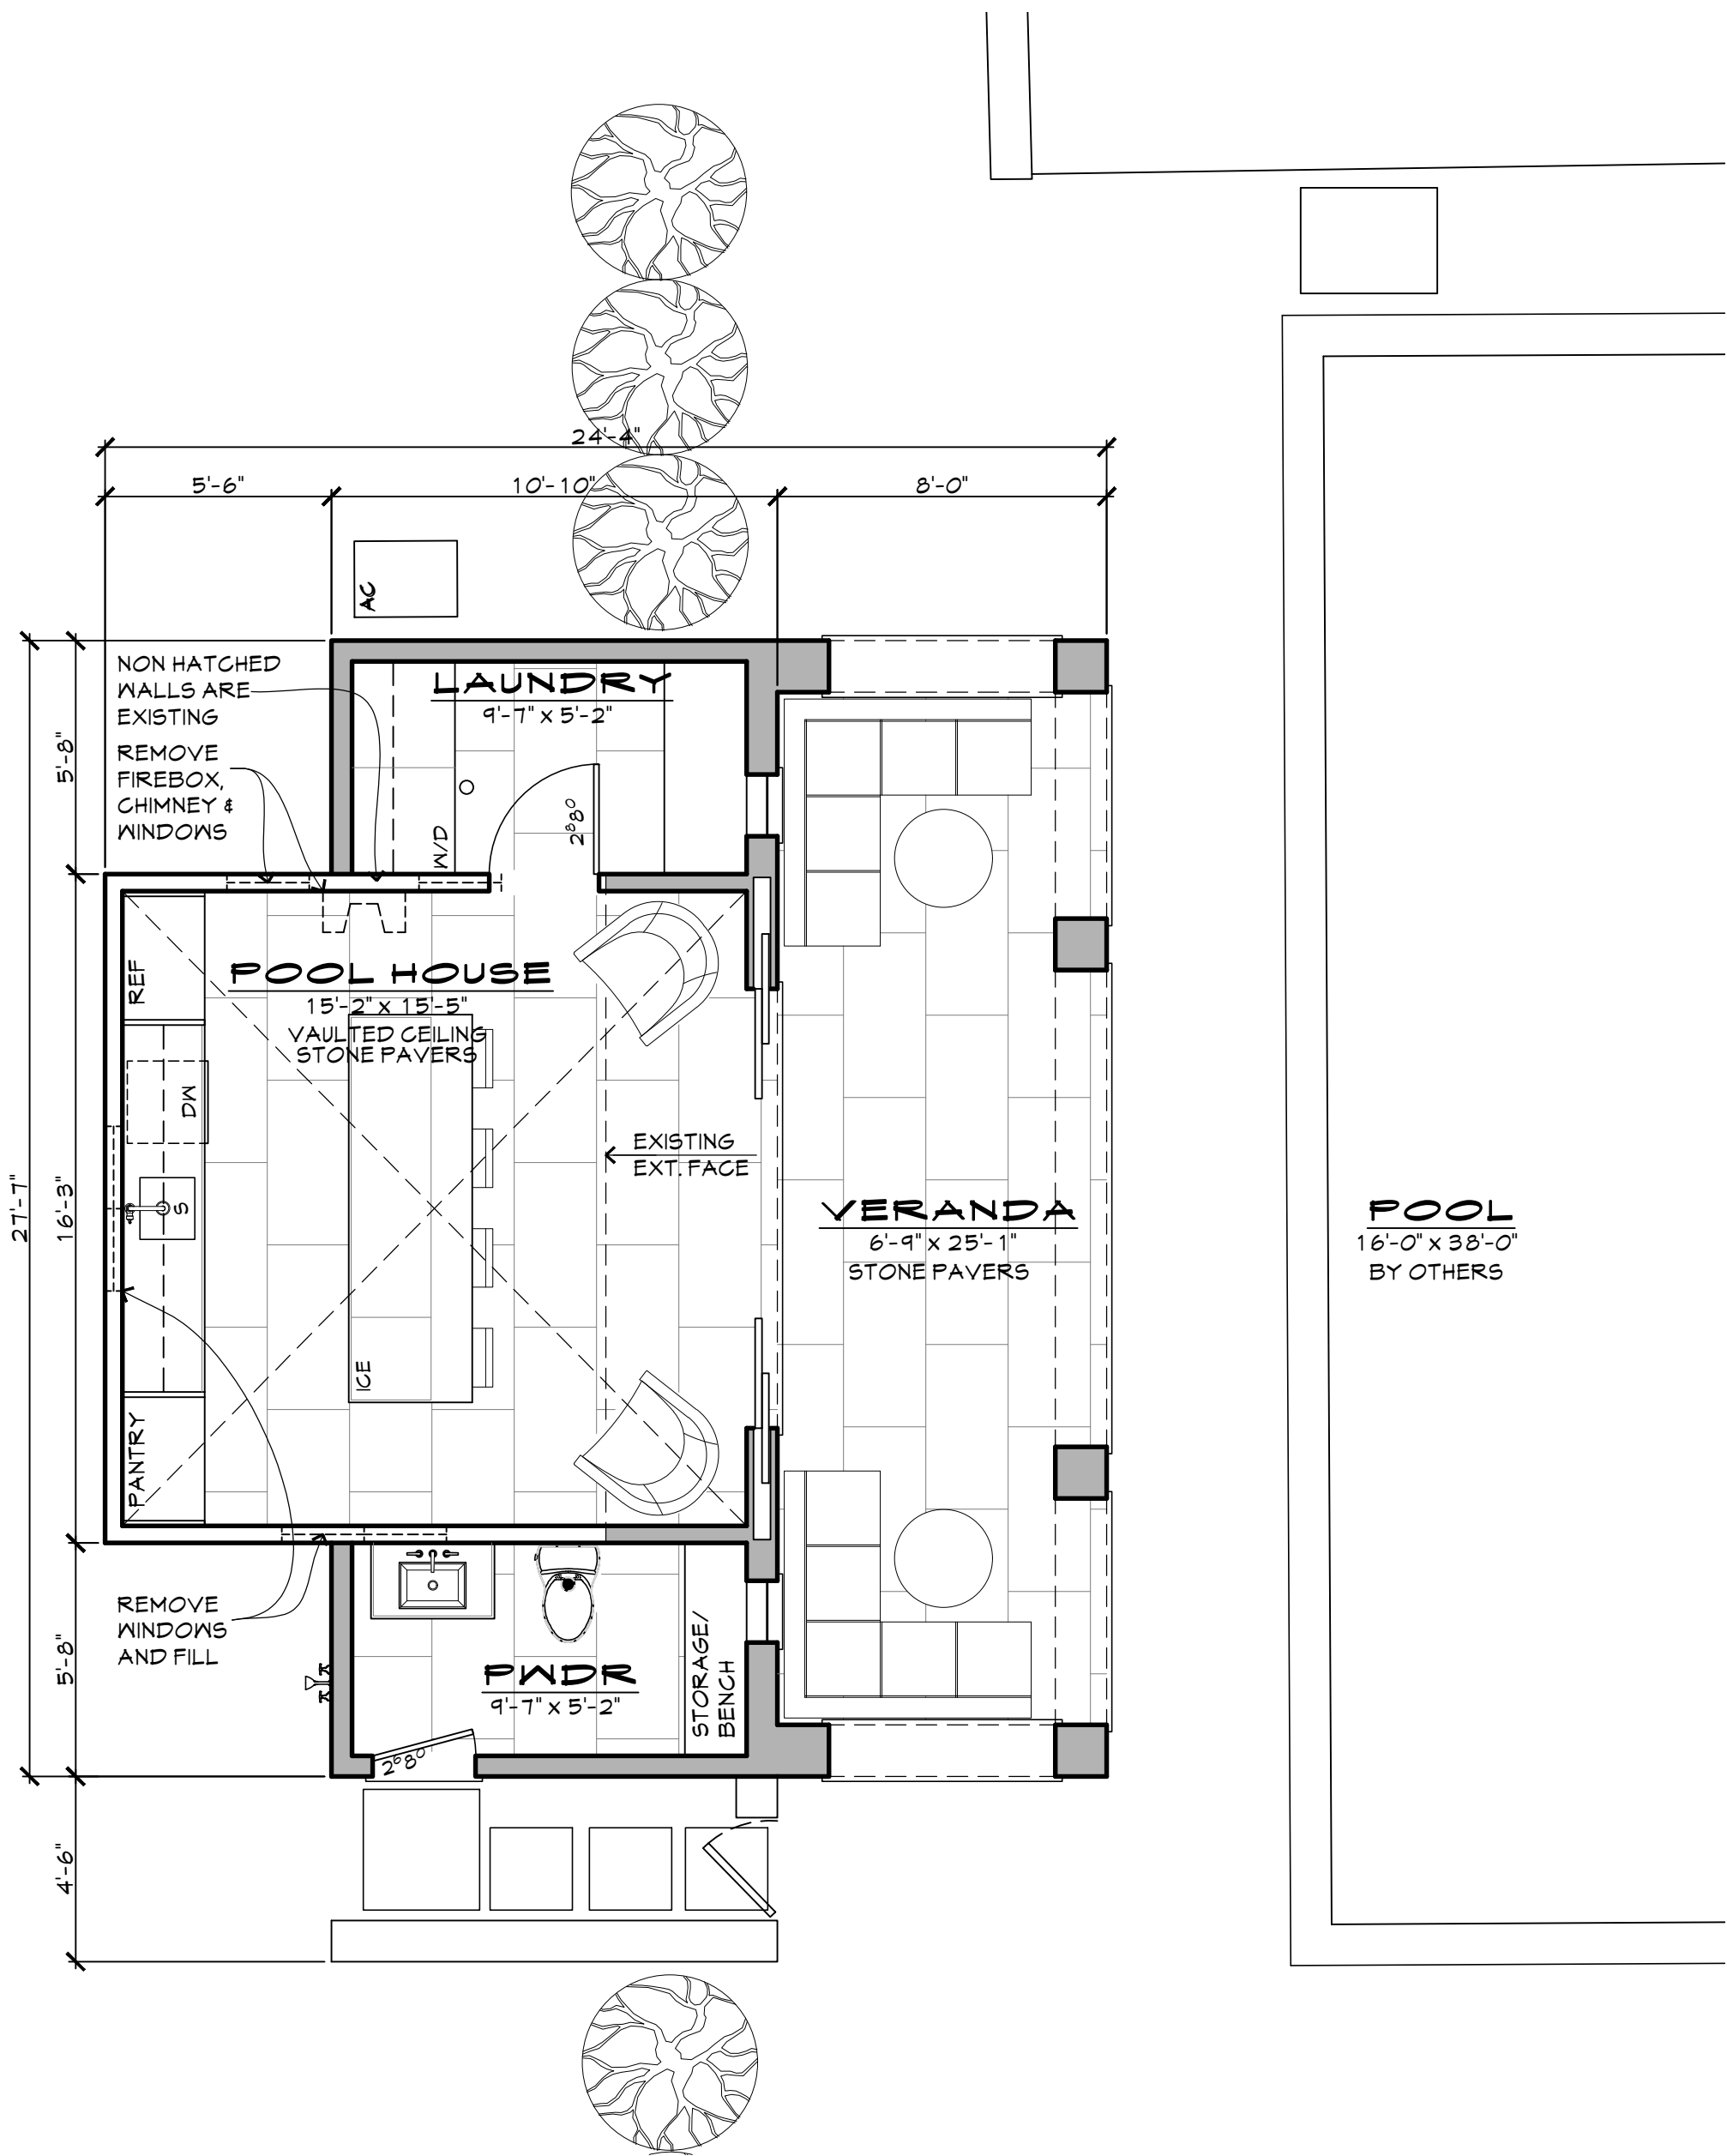 24'-4"
5'-6"
10'-10"
8'-0"
AC
NON HATCHED
WALLS ARE
EXISTING
REMOVE
FIREBOX,
CHIMNEY &
WINDOWS
LAUNDRY
9'-7" x 5'-2"
W/D
2⁸8⁰
5'-8"
27'-7"
16'-3"
5'-8"
4'-6"
REF
POOL HOUSE
15'-2" x 15'-5"
VAULTED CEILING
STONE PAVERS
DW
S
ICE
PANTRY
EXISTING
EXT. FACE
VERANDA
6'-9" x 25'-1"
STONE PAVERS
POOL
16'-0" x 38'-0"
BY OTHERS
REMOVE
WINDOWS
AND FILL
PWDR
9'-7" x 5'-2"
STORAGE/
BENCH
2⁶8⁰